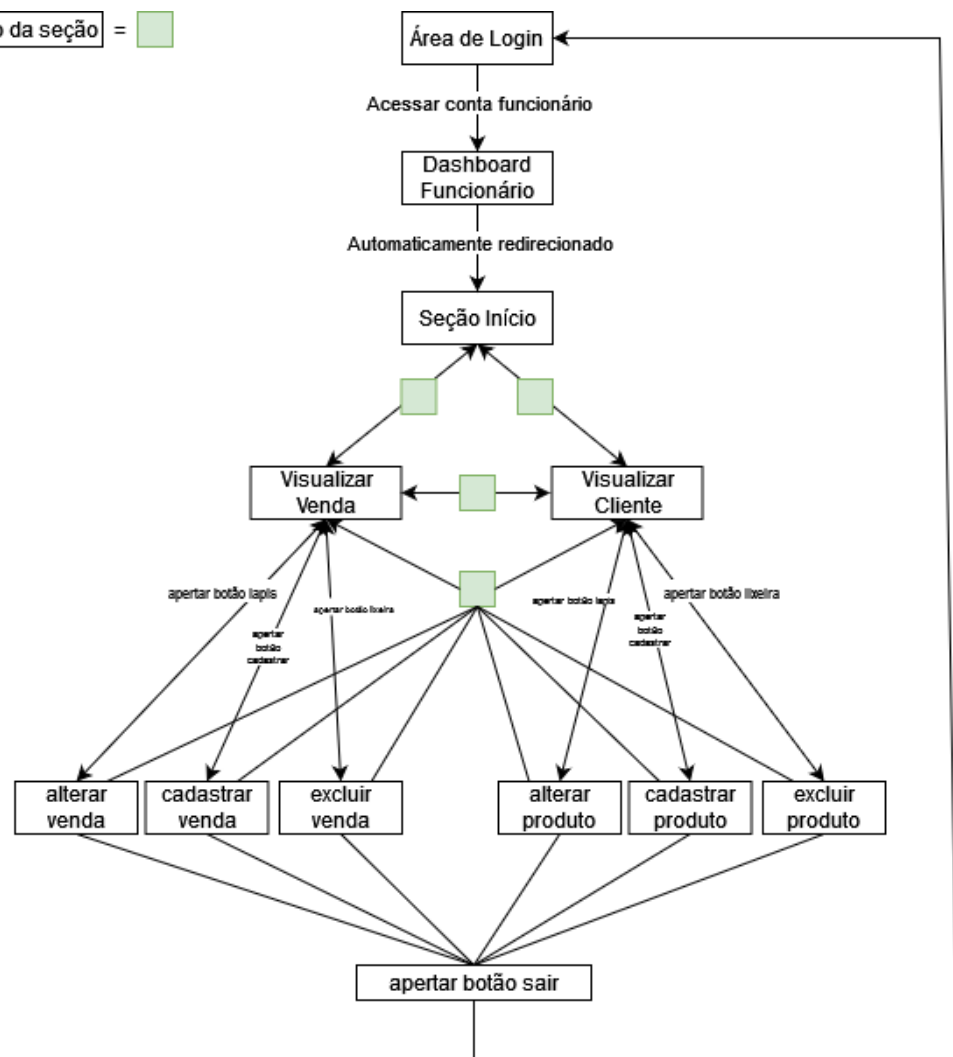 o da seção =
Área de Login
Acessar conta funcionário
Dashboard
Funcionário
Automaticamente redirecionado
Seção Início
Visualizar
Venda
Visualizar
Cliente
apertar botão lapis
apertar
botão
cadastrar
apertar botão lixeira
apertar botão lapis
apertar
botão
cadastrar
apertar botão lixeira
alterar
venda
cadastrar
venda
excluir
venda
alterar
produto
cadastrar
produto
excluir
produto
apertar botão sair